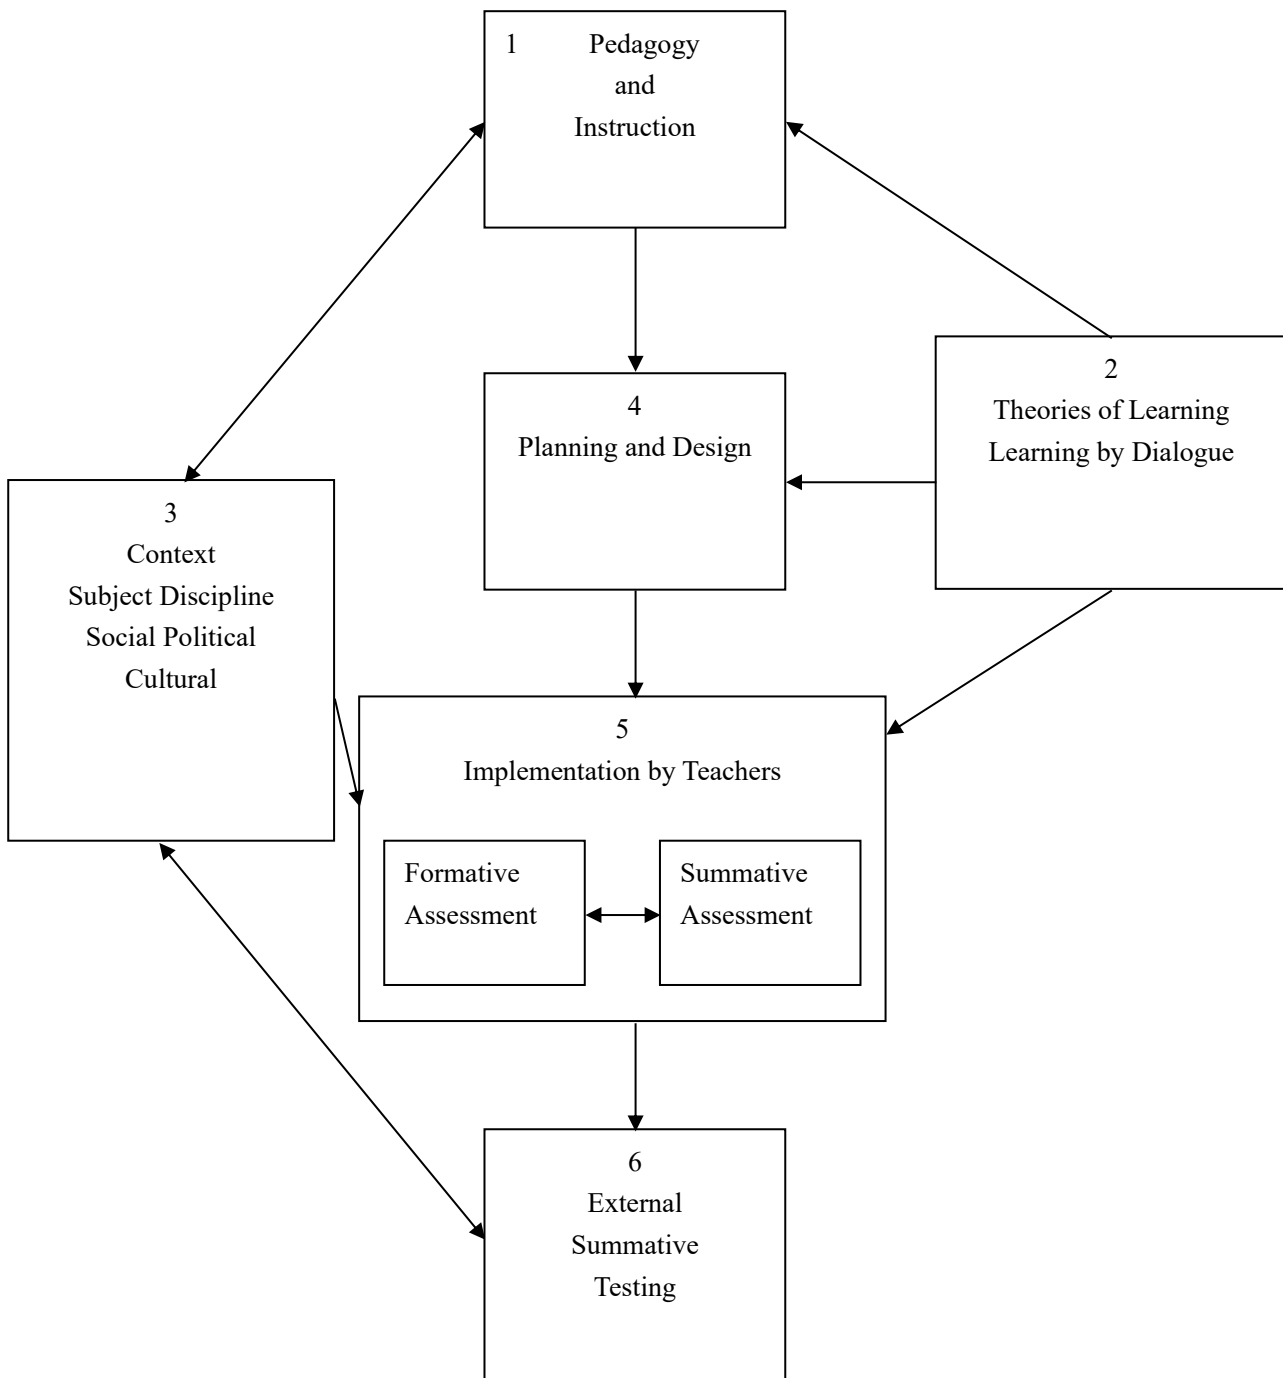 1 Pedagogy
and
Instruction
2
Theories of Learning
Learning by Dialogue
4
Planning and Design
3
Context
Subject Discipline
Social Political
Cultural
5
Implementation by Teachers
Formative
Assessment
Summative
Assessment
6
External
Summative
Testing